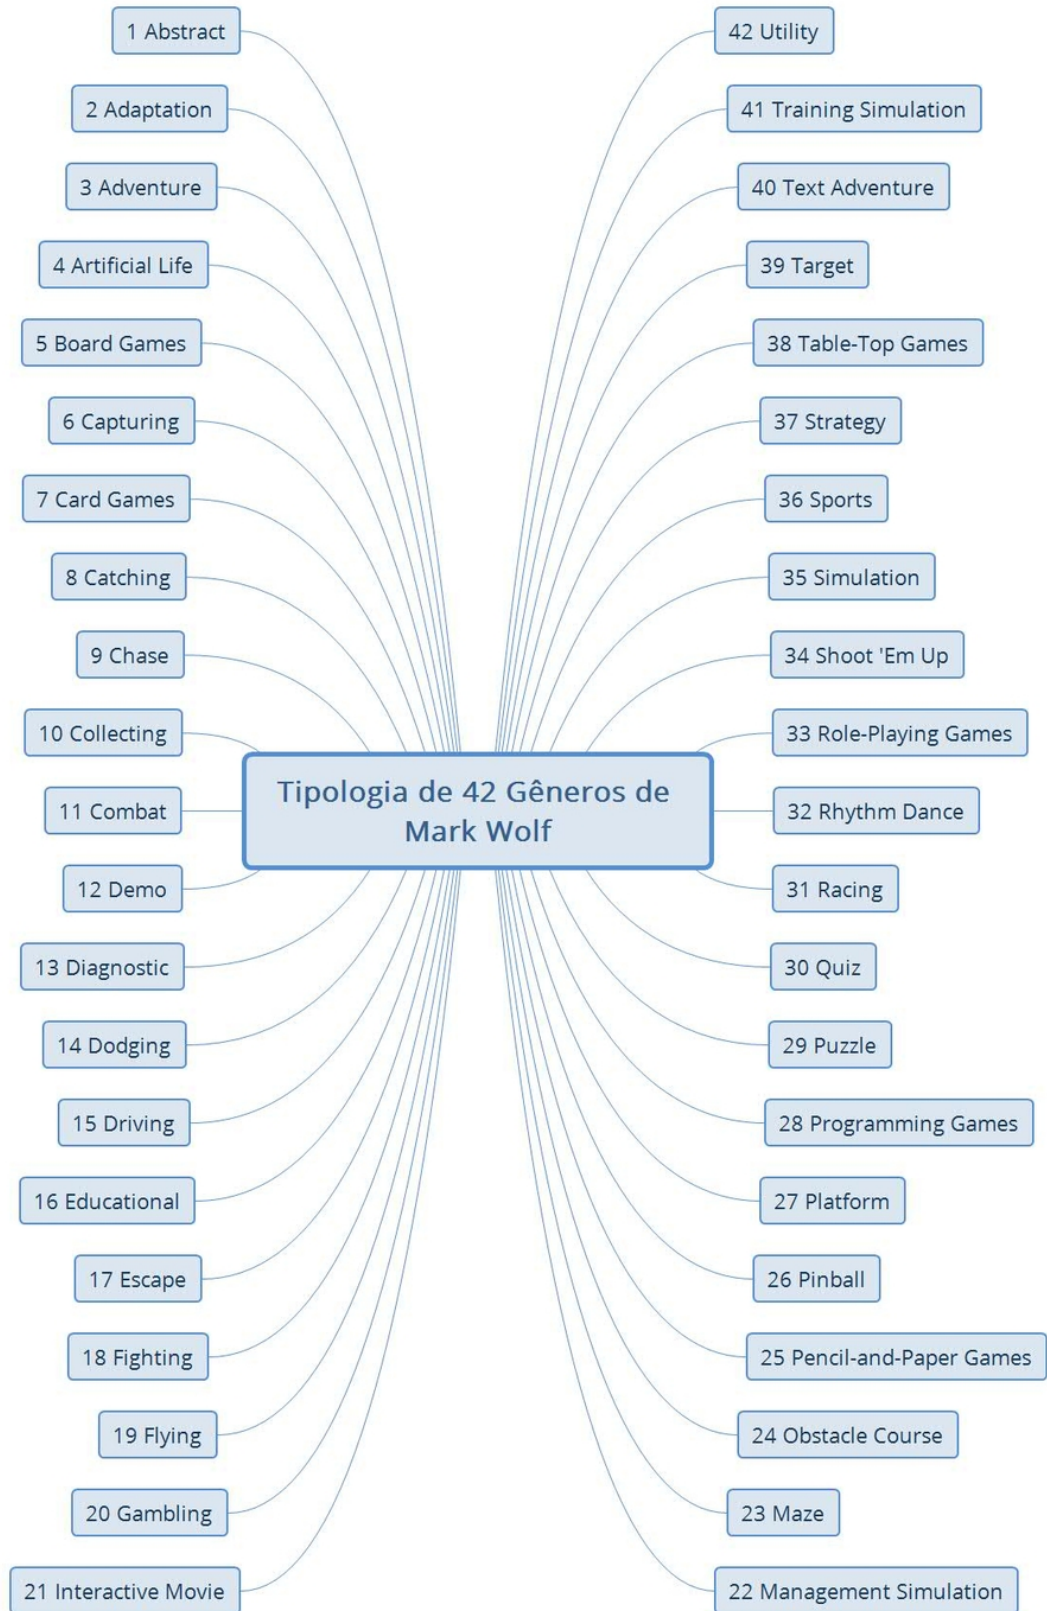 1 Abstract
2 Adaptation
3 Adventure
4 Artificial Life
5 Board Games
6 Capturing
7 Card Games
8 Catching
9 Chase
10 Collecting
11 Combat
12 Demo
13 Diagnostic
14 Dodging
15 Driving
16 Educational
17 Escape
18 Fighting
19 Flying
20 Gambling
21 Interactive Movie
Tipologia de 42 Gêneros de
Mark Wolf
42 Utility
41 Training Simulation
40 Text Adventure
39 Target
38 Table-Top Games
37 Strategy
36 Sports
35 Simulation
34 Shoot 'Em Up
33 Role-Playing Games
32 Rhythm Dance
31 Racing
30 Quiz
29 Puzzle
28 Programming Games
27 Platform
26 Pinball
25 Pencil-and-Paper Games
24 Obstacle Course
23 Maze
22 Management Simulation